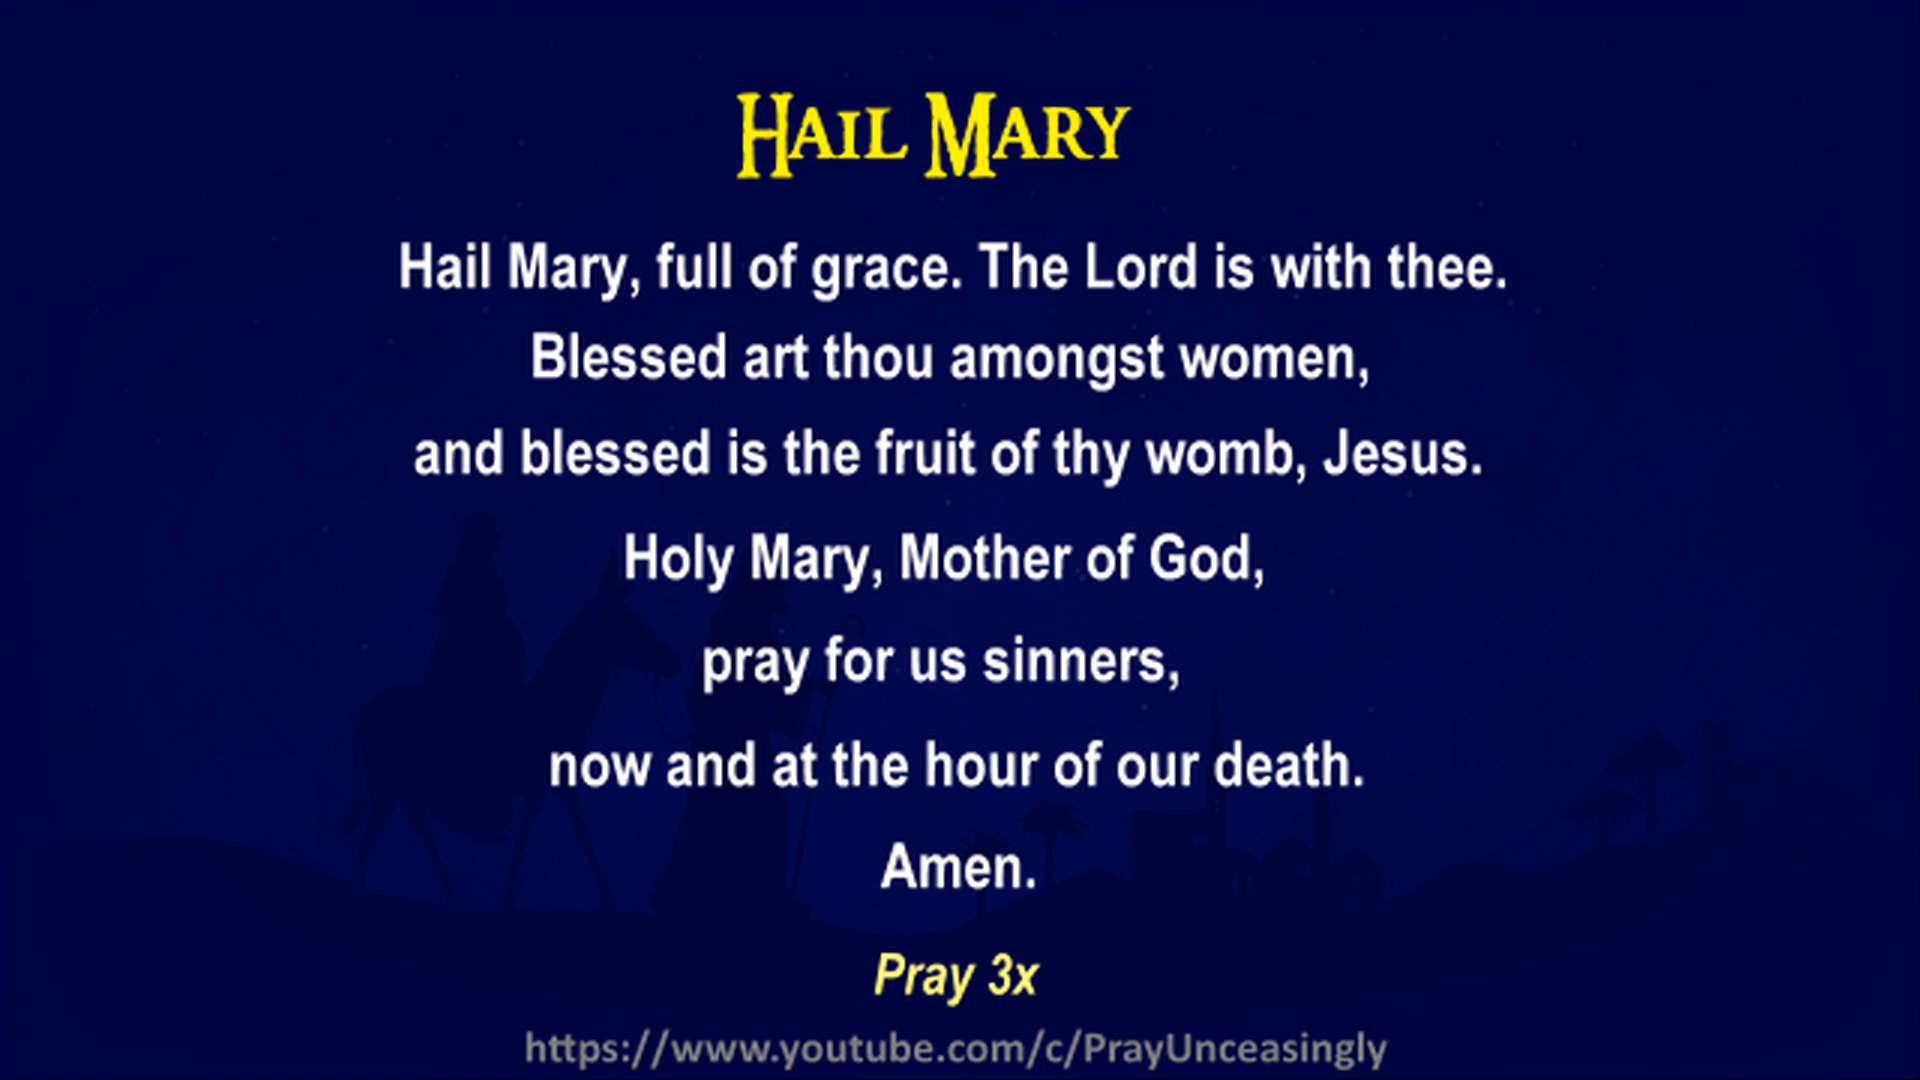 HAIL MARY
Hail Mary, full of grace. The Lord is with thee.
Blessed art thou amongst women,
and blessed is the fruit of thy womb, Jesus.
Holy Mary, Mother of God,
pray for us sinners,
now and at the hour of our death.
Amen.
Pray 3x
https://www.youtube.com/c/PrayUnceasingly